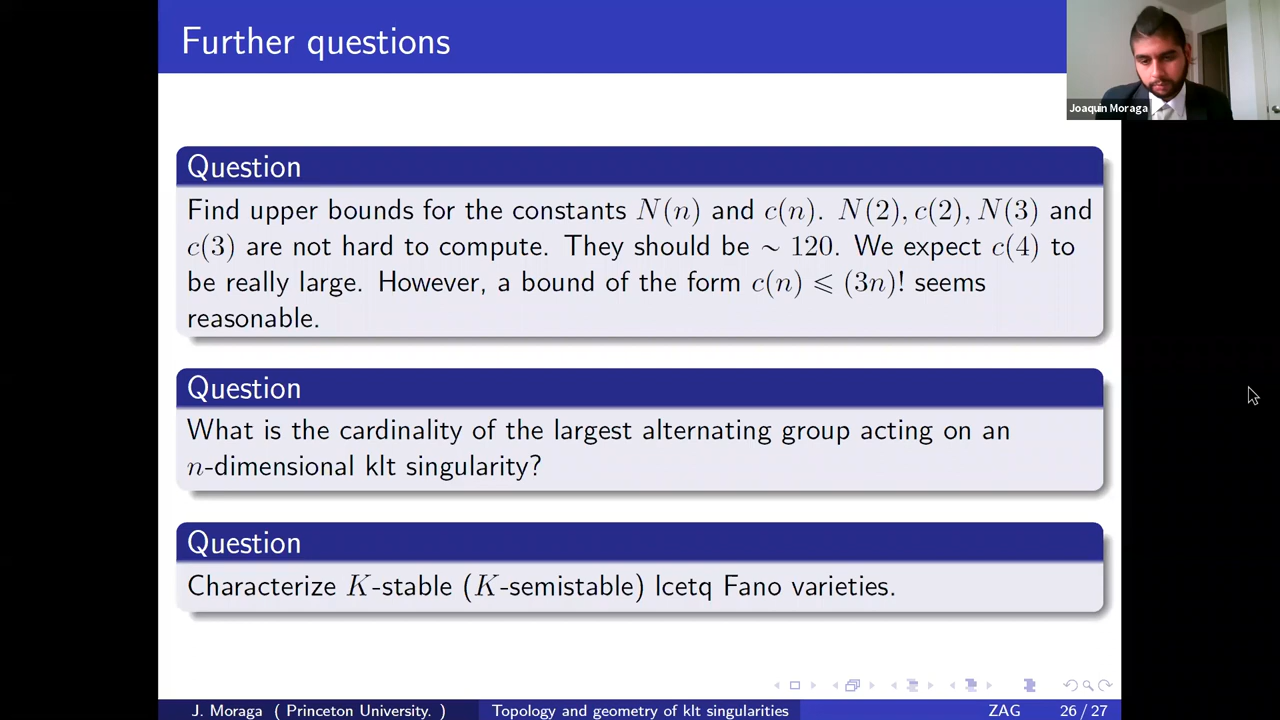 Further questions
Joaquín Moraga
Question
Find upper bounds for the constants N(n) and c(n). N(2), c(2), N(3) and
c(3) are not hard to compute. They should be ∼ 120. We expect c(4) to
be really large. However, a bound of the form c(n) ⩽ (3n)! seems
reasonable.
Question
What is the cardinality of the largest alternating group acting on an
n-dimensional klt singularity?
Question
Characterize K-stable (K-semistable) lcetq Fano varieties.
J. Moraga ( Princeton University. ) Topology and geometry of klt singularities ZAG 26 / 27